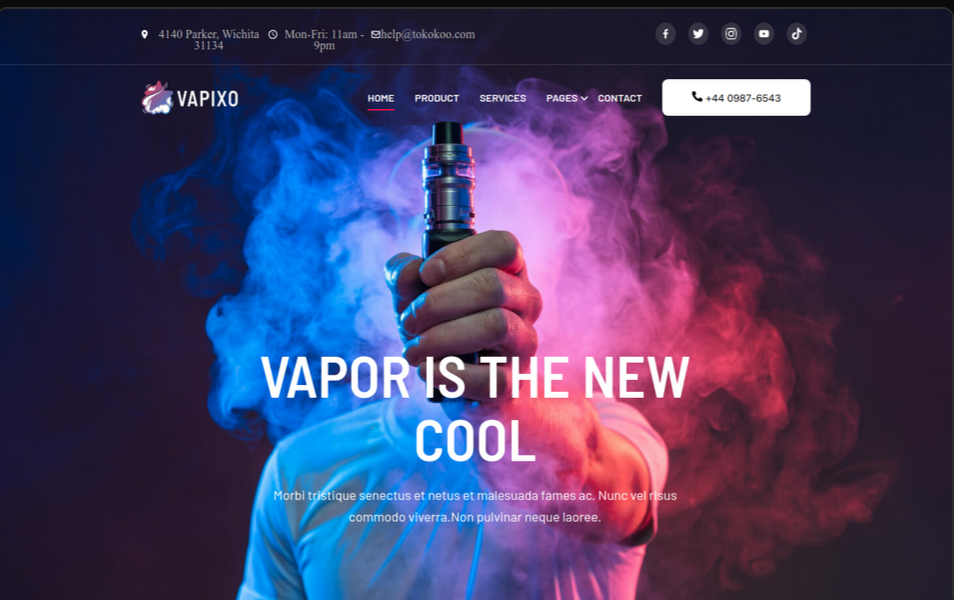 4140 Parker, Wichita
31134
Mon-Fri: 11am -
9pm
help@tokokoo.com
VAPIXO
HOME PRODUCT SERVICES PAGES CONTACT
+44 0987-6543
VAPOR IS THE NEW
COOL
Morbi tristique senectus et netus et malesuada fames ac. Nunc vel risus
commodo viverra.Non pulvinar neque laoree.